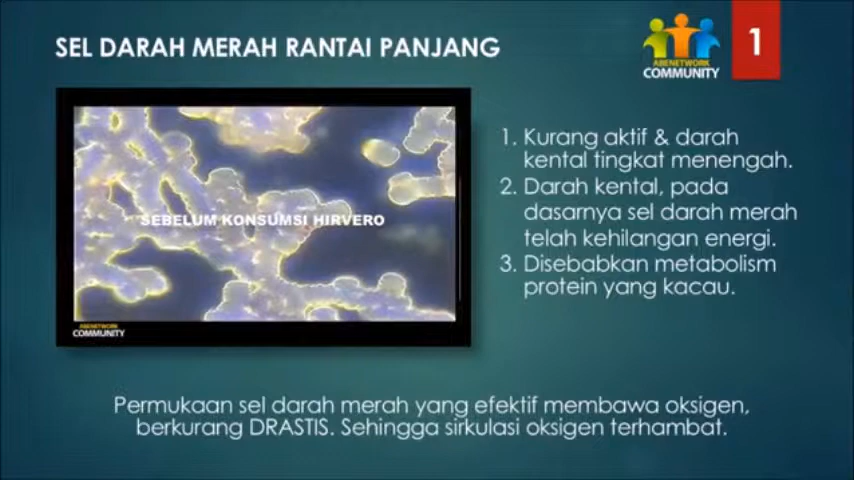 SEL DARAH MERAH RANTAI PANJANG
ABENETWORK
COMMUNITY
1
SEBELUM KONSUMSI HIRVERO
ABENETWORK
COMMUNITY
1. Kurang aktif & darah
kental tingkat menengah.
2. Darah kental, pada
dasarnya sel darah merah
telah kehilangan energi.
3. Disebabkan metabolism
protein yang kacau.
Permukaan sel darah merah yang efektif membawa oksigen,
berkurang DRASTIS. Sehingga sirkulasi oksigen terhambat.